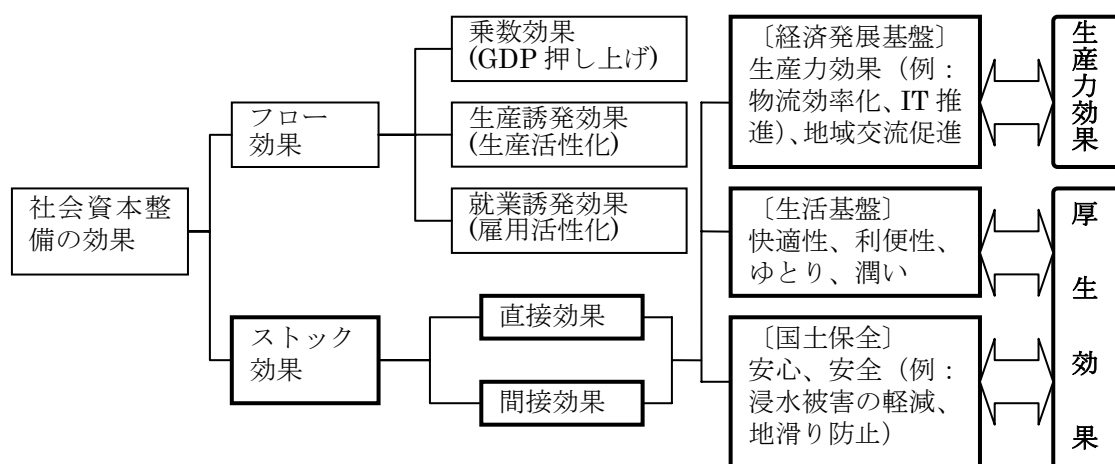 社会資本整
備の効果
フロー
効果
ストック
効果
乗数効果
(GDP 押し上げ)
生産誘発効果
(生産活性化)
就業誘発効果
(雇用活性化)
直接効果
間接効果
〔経済発展基盤〕
生産力効果（例：
物流効率化、IT 推
進）、地域交流促進
〔生活基盤〕
快適性、利便性、
ゆとり、潤い
〔国土保全〕
安心、安全（例：
浸水被害の軽減、
地滑り防止）
生産力効果
厚生効果